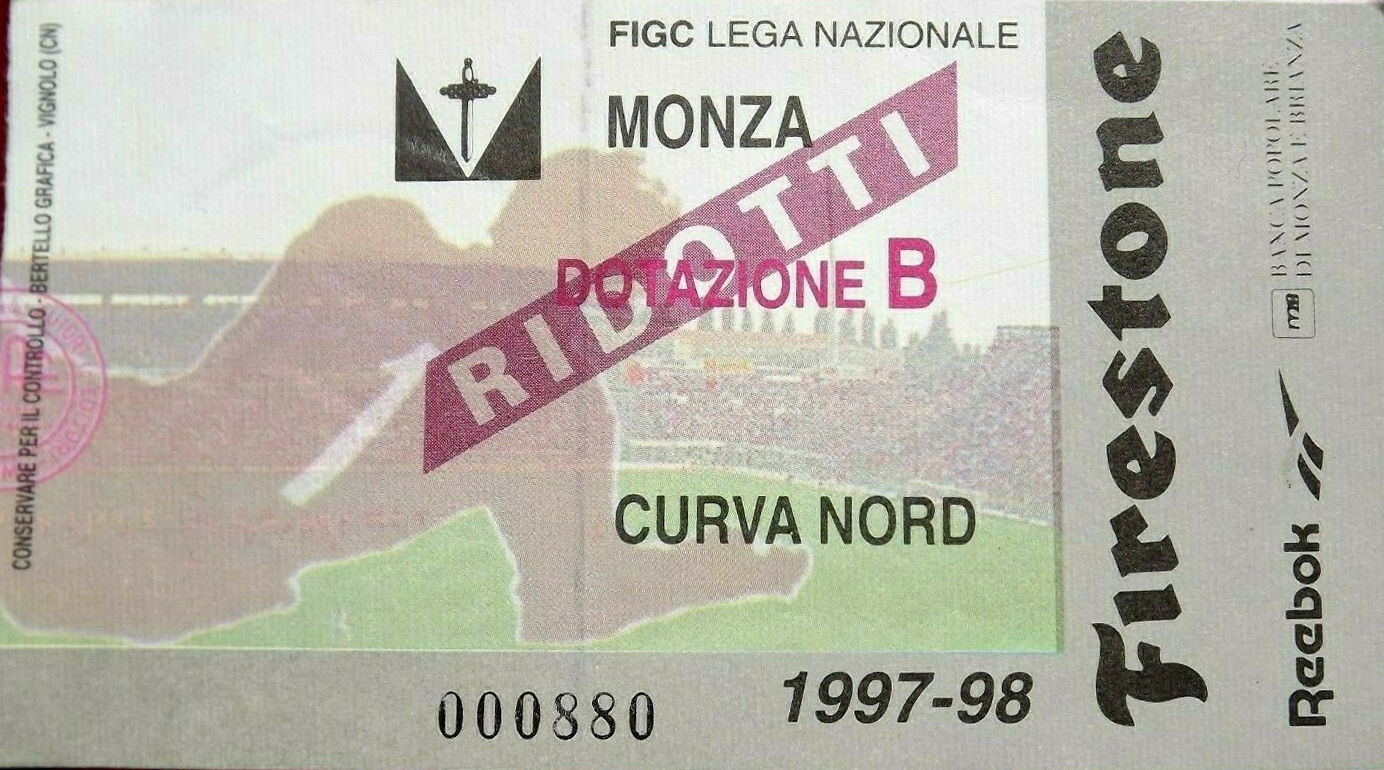 FIGC LEGA NAZIONALE
MONZA
RIDOTTI
DOTAZIONE B
CURVA NORD
1997-98
000880
CONSERVARE PER IL CONTROLLO - BERTELLO GRAFICA - VIGNOLO (CN)
Firestone
BANCA POPOLARE
DI MONZA E BRIANZA
Reebok